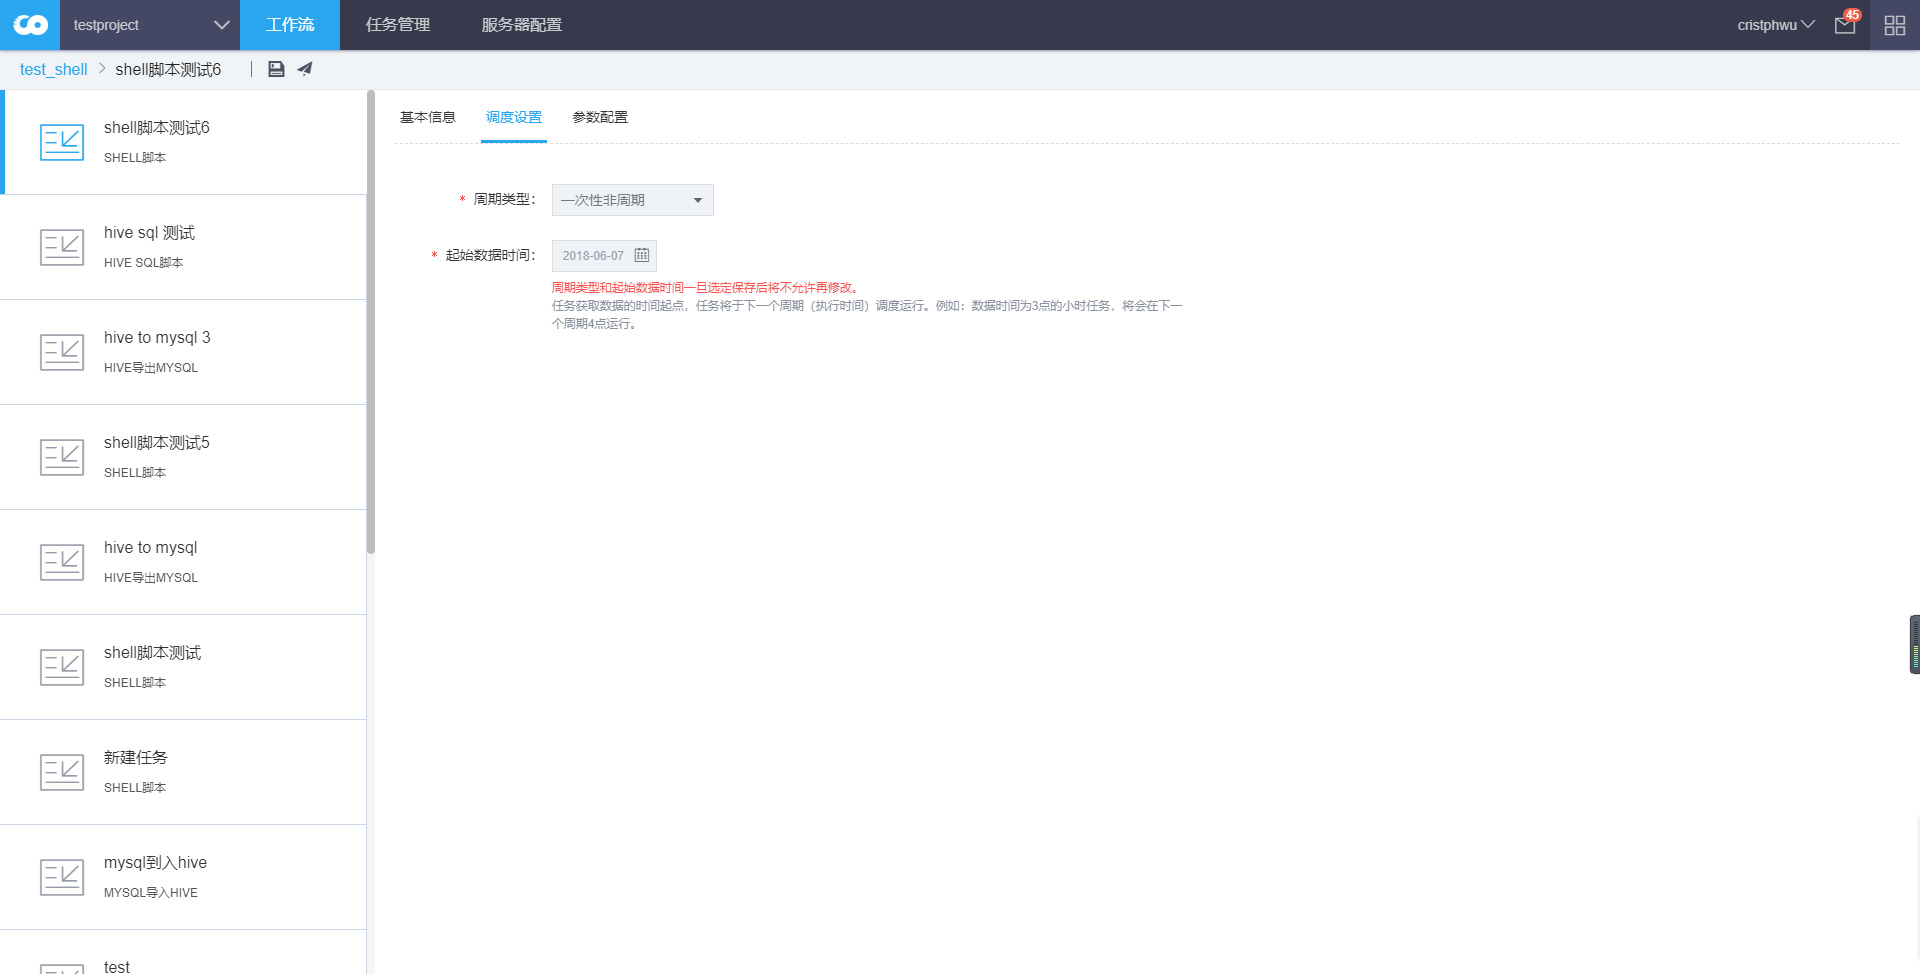 testproject
工作流
任务管理
服务器配置
cristphwu
45
test_shell
shell脚本测试6
shell脚本测试6
SHELL脚本
hive sql 测试
HIVE SQL脚本
hive to mysql 3
HIVE导出MYSQL
shell脚本测试5
SHELL脚本
hive to mysql
HIVE导出MYSQL
shell脚本测试
SHELL脚本
新建任务
SHELL脚本
mysql到入hive
MYSQL导入HIVE
test
基本信息
调度设置
参数配置
* 周期类型：
一次性非周期
* 起始数据时间：
2018-06-07
周期类型和起始数据时间一旦选定保存后将不允许再修改。
任务获取数据的时间起点，任务将于下一个周期（执行时间）调度运行。例如：数据时间为3点的小时任务，将会在下一
个周期4点运行。